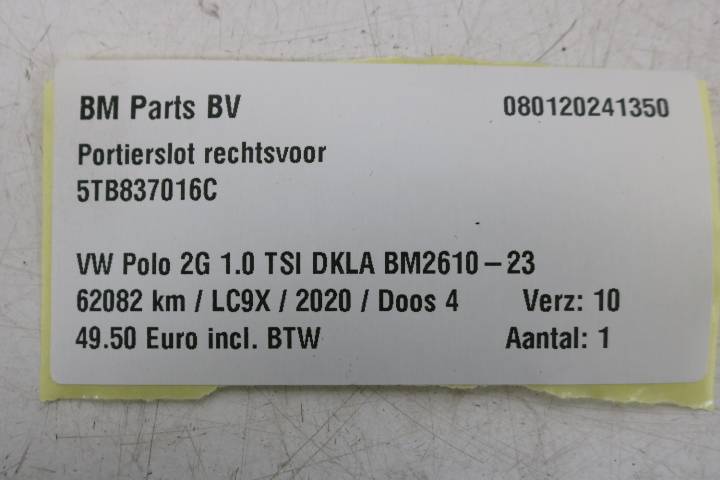 BM Parts BV 080120241350
Portierslot rechtsvoor
5TB837016C
VW Polo 2G 1.0 TSI DKLA BM2610-23
62082 km / LC9X / 2020 / Doos 4 Verz: 10
49.50 Euro incl. BTW Aantal: 1